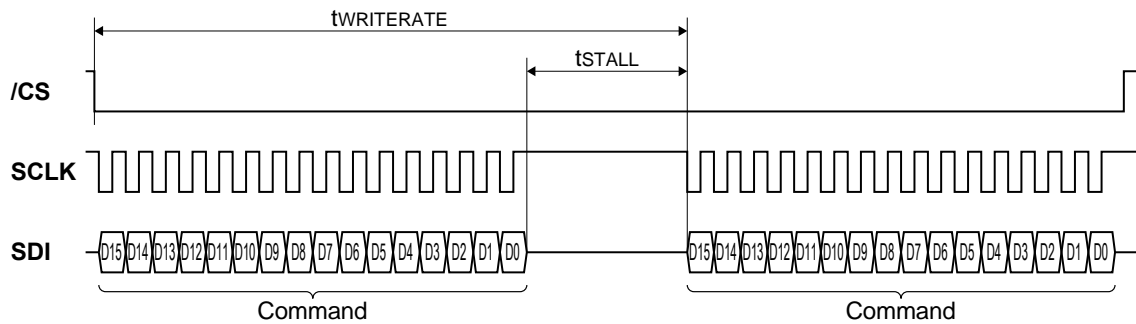 tWRITERATE
tSTALL
/CS
SCLK
SDI D15 D14 D13 D12 D11 D10 D9 D8 D7 D6 D5 D4 D3 D2 D1 D0 D15 D14 D13 D12 D11 D10 D9 D8 D7 D6 D5 D4 D3 D2 D1 D0
Command Command